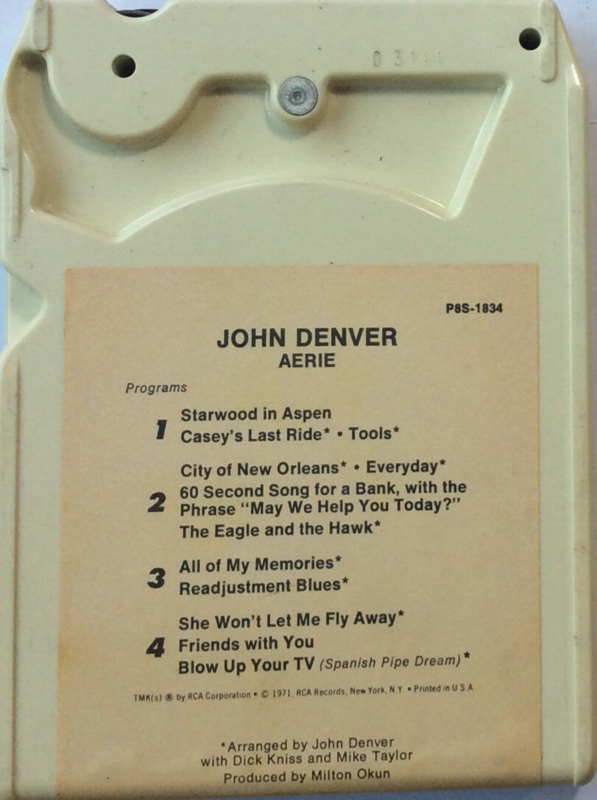 P8S-1834
JOHN DENVER
AERIE
Programs
1 Starwood in Aspen
Casey's Last Ride* • Tools*
City of New Orleans* • Everyday*
2 60 Second Song for a Bank, with the
Phrase "May We Help You Today?"
The Eagle and the Hawk*
3 All of My Memories*
Readjustment Blues*
She Won't Let Me Fly Away*
4 Friends with You
Blow Up Your TV (Spanish Pipe Dream)*
TMK(s) ® by RCA Corporation • © 1971, RCA Records, New York, N.Y. • Printed in U.S.A
*Arranged by John Denver
with Dick Kniss and Mike Taylor
Produced by Milton Okun